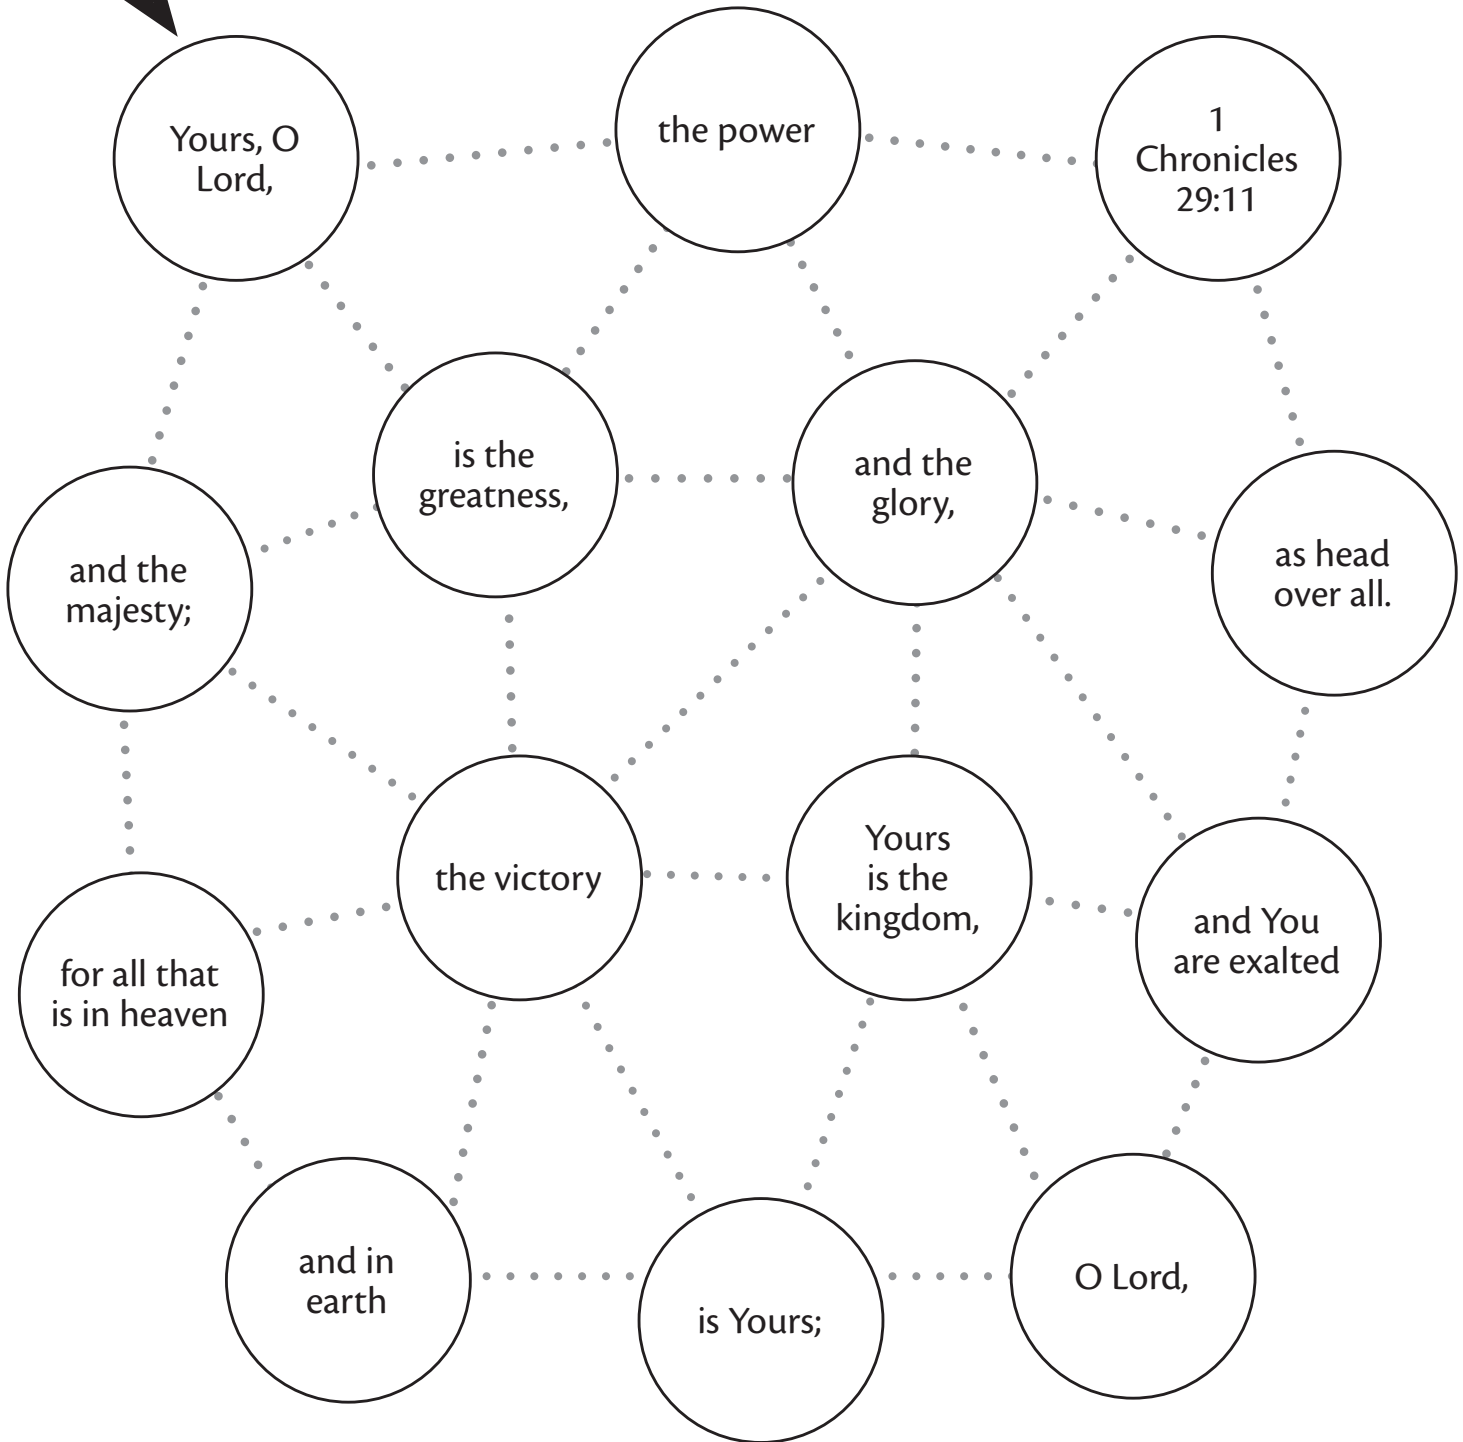 Yours, O
Lord,
the power
1
Chronicles
29:11
is the
greatness,
and the
glory,
and the
majesty;
as head
over all.
the victory
Yours
is the
kingdom,
and You
are exalted
for all that
is in heaven
and in
earth
is Yours;
O Lord,